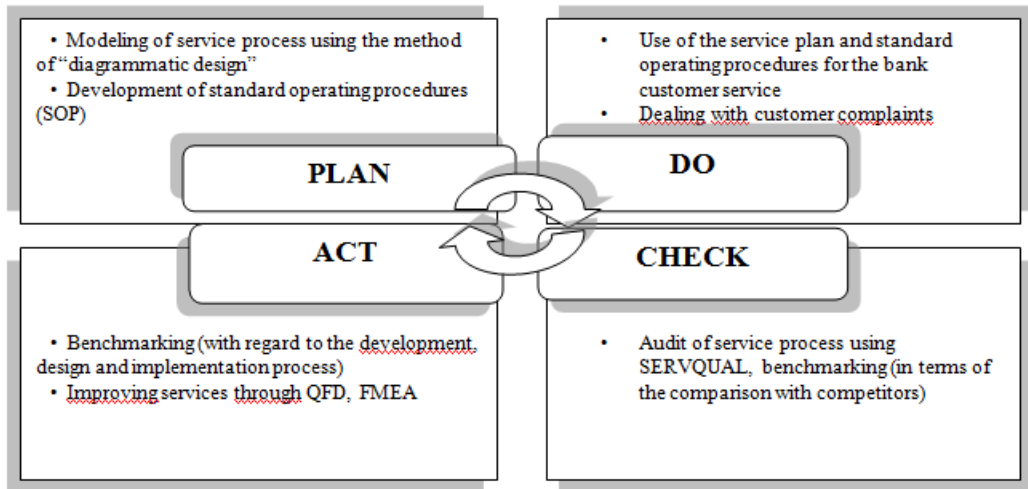 • Modeling of service process using the method
of “diagrammatic design”
• Development of standard operating procedures
(SOP)
PLAN
• Use of the service plan and standard
operating procedures for the bank
customer service
• Dealing with customer complaints
DO
ACT
• Benchmarking (with regard to the development,
design and implementation process)
• Improving services through QFD, FMEA
CHECK
• Audit of service process using
SERVQUAL, benchmarking (in terms of
the comparison with competitors)